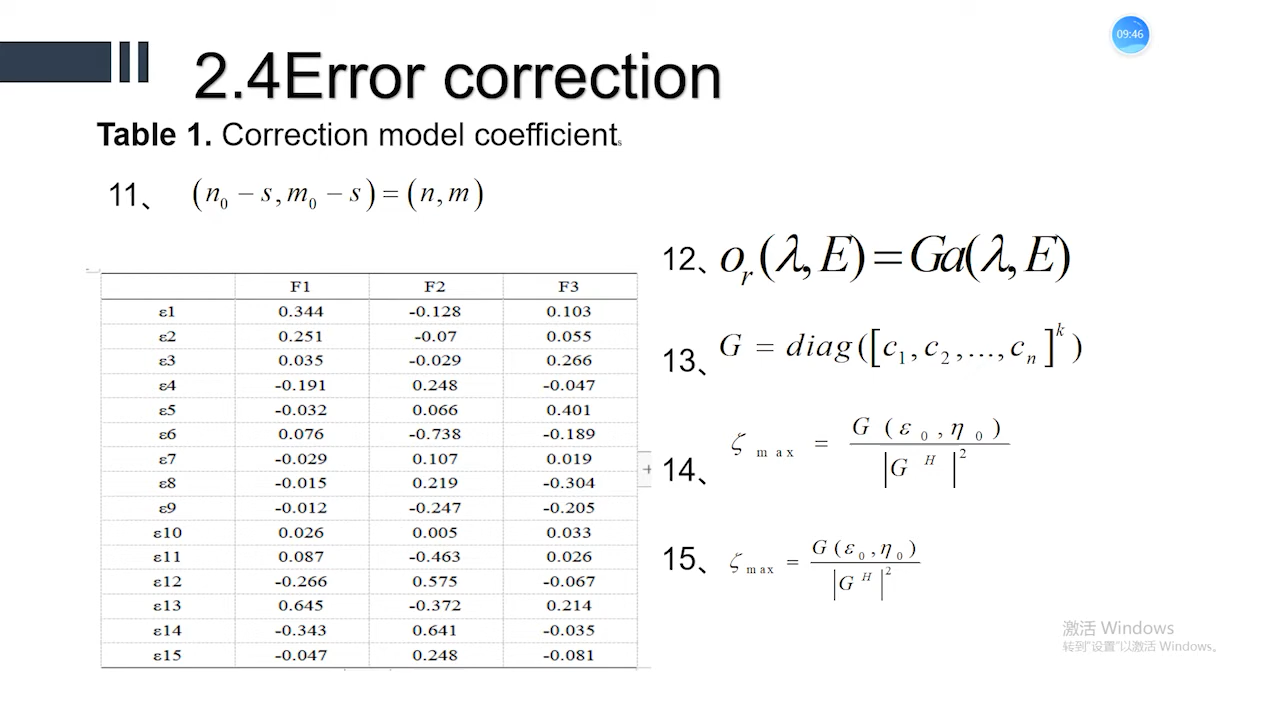 09:46
2.4Error correction
Table 1. Correction model coefficients
11、 (n₀ − s, m₀ − s) = (n, m)
12、 oᵣ(λ, E) = Ga(λ, E)
F1 F2 F3
ε1 0.344 -0.128 0.103
ε2 0.251 -0.07 0.055
ε3 0.035 -0.029 0.266
ε4 -0.191 0.248 -0.047
ε5 -0.032 0.066 0.401
ε6 0.076 -0.738 -0.189
ε7 -0.029 0.107 0.019
ε8 -0.015 0.219 -0.304
ε9 -0.012 -0.247 -0.205
ε10 0.026 0.005 0.033
ε11 0.087 -0.463 0.026
ε12 -0.266 0.575 -0.067
ε13 0.645 -0.372 0.214
ε14 -0.343 0.641 -0.035
ε15 -0.047 0.248 -0.081
13、 G = diag([c₁, c₂, ..., cₙ]ᵏ)
14、 ζmax = G(ε₀, η₀) / |Gᴴ|²
15、 ζmax = G(ε₀, η₀) / |Gᴴ|²
激活 Windows
转到"设置"以激活 Windows。